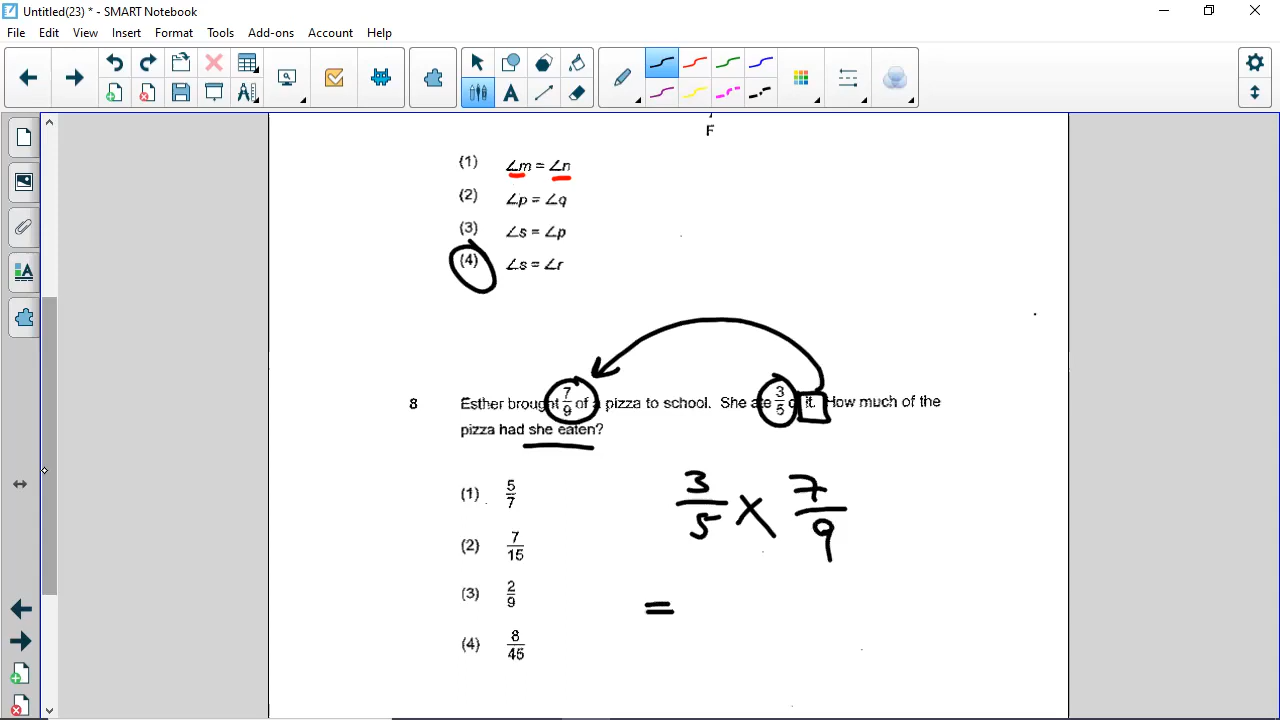 Untitled(23) * - SMART Notebook
File Edit View Insert Format Tools Add-ons Account Help
F
(1) ∠m = ∠n
(2) ∠p = ∠q
(3) ∠s = ∠p
(4) ∠s = ∠r
8 Esther brought 7/9 of a pizza to school. She ate 3/5 of it. How much of the
pizza had she eaten?
(1) 5/7
(2) 7/15
(3) 2/9
(4) 8/45
3/5 × 7/9
=